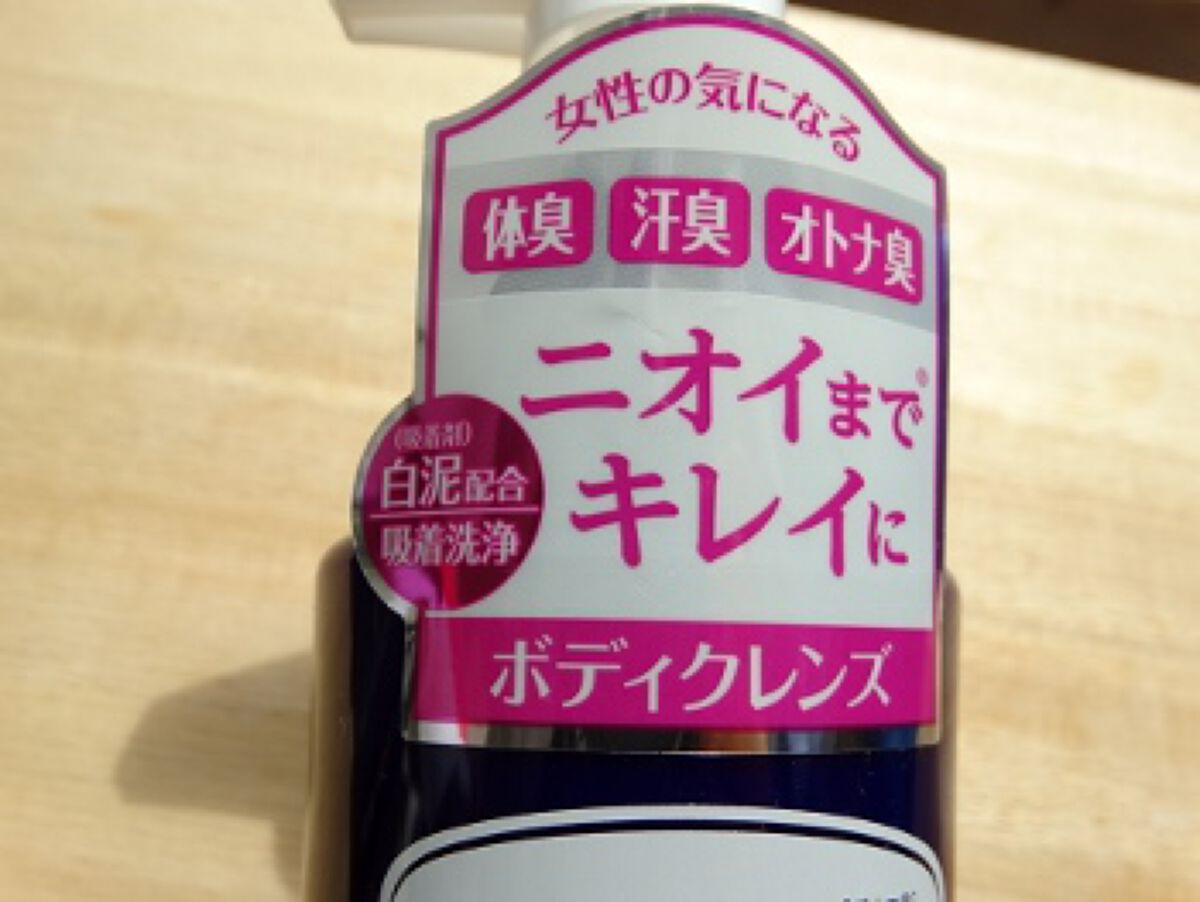 女性の気になる
体臭 汗臭 オトナ臭
ニオイまで※
キレイに
(吸着剤)
白泥配合
吸着洗浄
ボディクレンズ